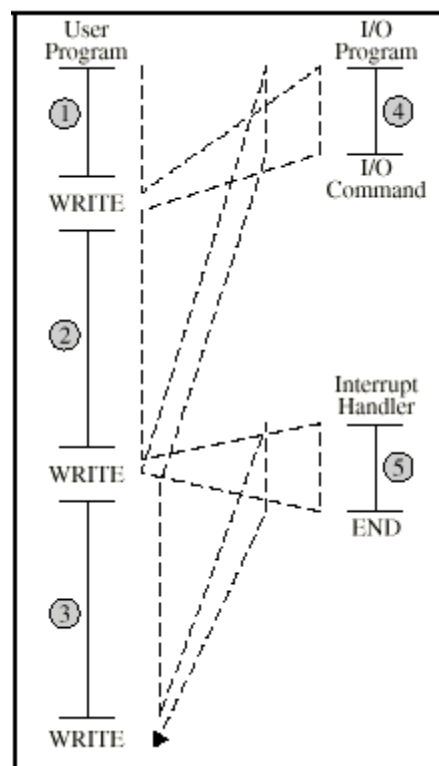 User
Program
I/O
Program
1
4
WRITE
I/O
Command
2
Interrupt
Handler
WRITE
5
END
3
WRITE